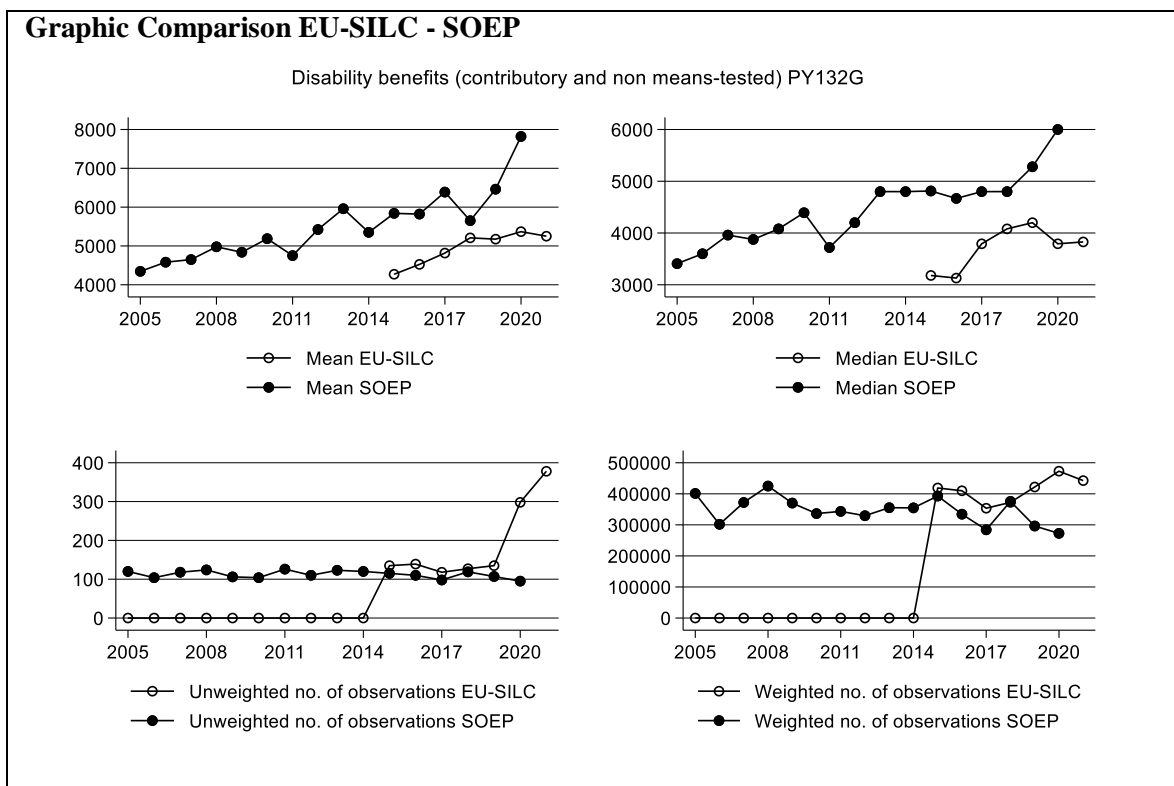 Graphic Comparison EU-SILC - SOEP
Disability benefits (contributory and non means-tested) PY132G
8000
7000
6000
5000
4000
2005 2008 2011 2014 2017 2020
Mean EU-SILC
Mean SOEP
6000
5000
4000
3000
2005 2008 2011 2014 2017 2020
Median EU-SILC
Median SOEP
400
300
200
100
0
2005 2008 2011 2014 2017 2020
Unweighted no. of observations EU-SILC
Unweighted no. of observations SOEP
500000
400000
300000
200000
100000
0
2005 2008 2011 2014 2017 2020
Weighted no. of observations EU-SILC
Weighted no. of observations SOEP